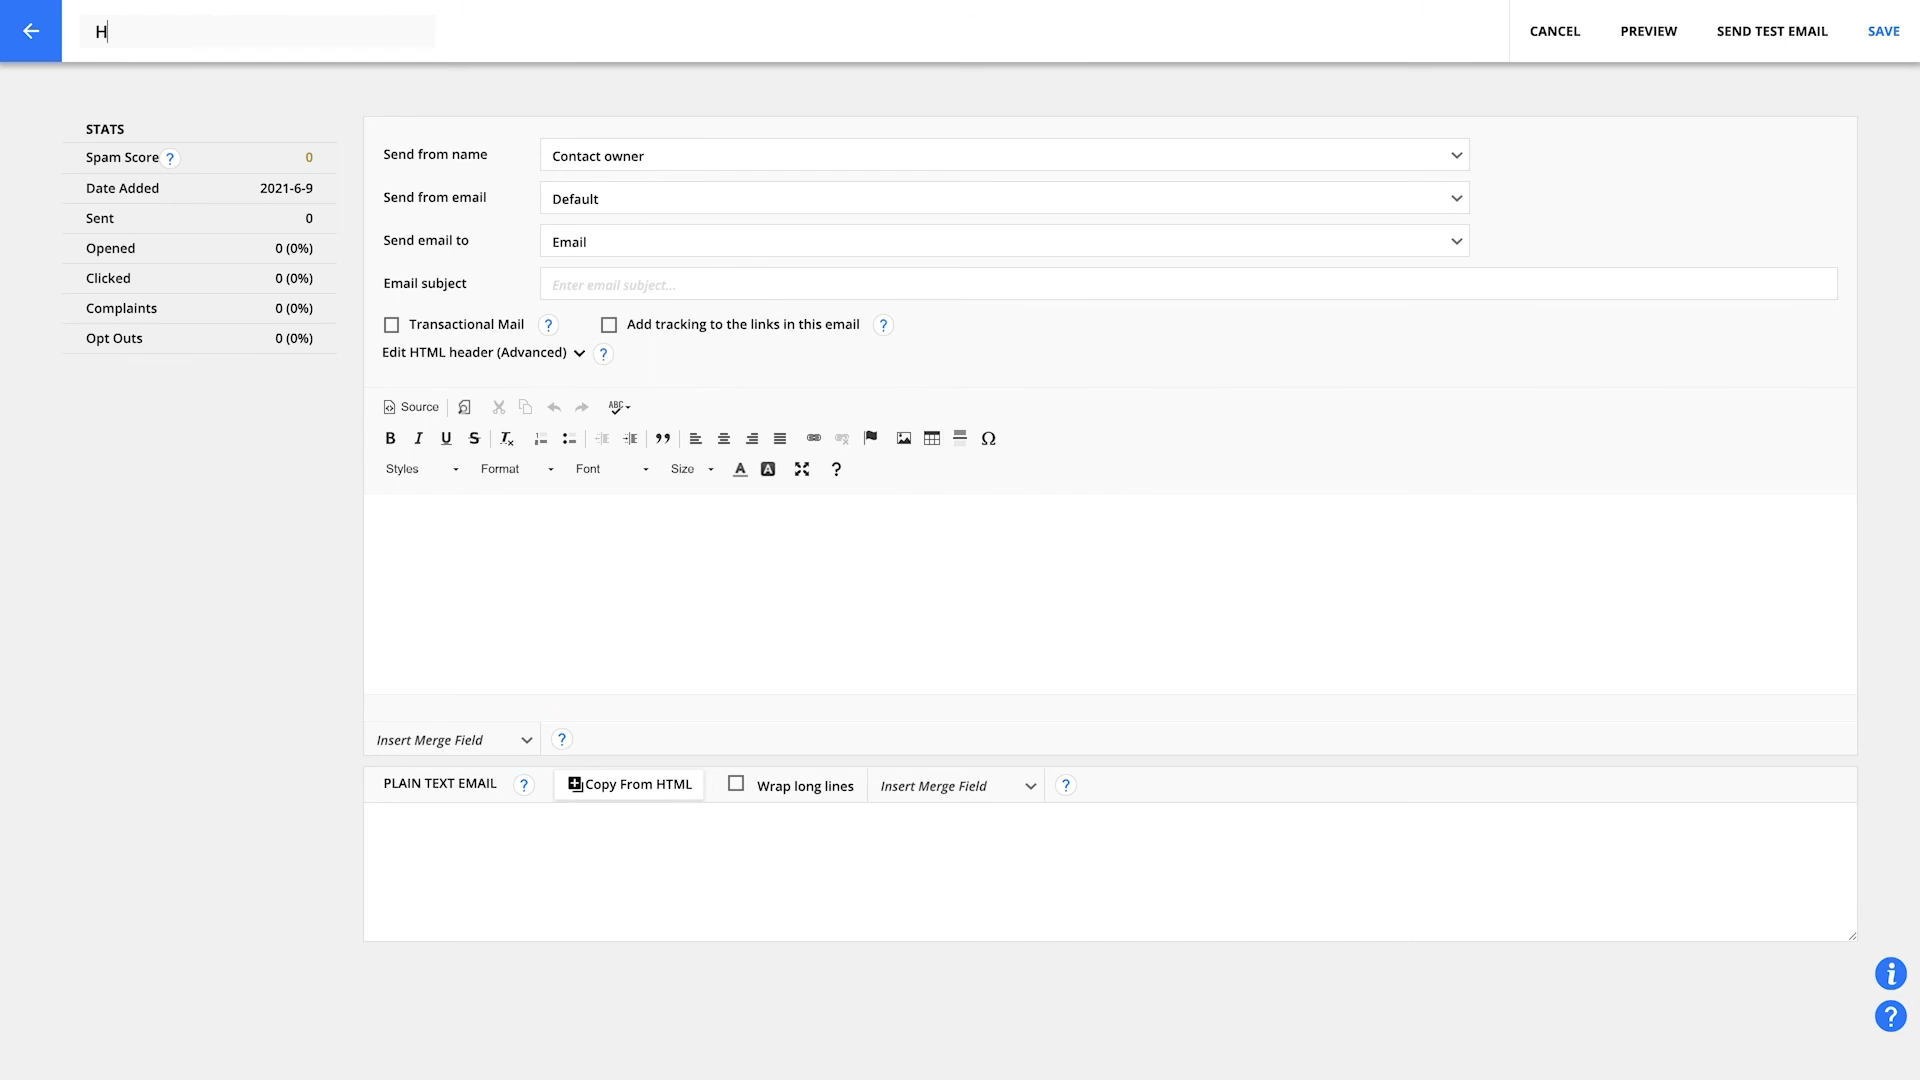 H
CANCEL PREVIEW SEND TEST EMAIL SAVE
STATS
Spam Score ? 0
Date Added 2021-6-9
Sent 0
Opened 0 (0%)
Clicked 0 (0%)
Complaints 0 (0%)
Opt Outs 0 (0%)
Send from name Contact owner
Send from email Default
Send email to Email
Email subject Enter email subject...
Transactional Mail ? Add tracking to the links in this email ?
Edit HTML header (Advanced) ?
Source ABC
B I U S Tx Ω
Styles Format Font Size A A ?
Insert Merge Field ?
PLAIN TEXT EMAIL ? Copy From HTML Wrap long lines Insert Merge Field ?
i
?